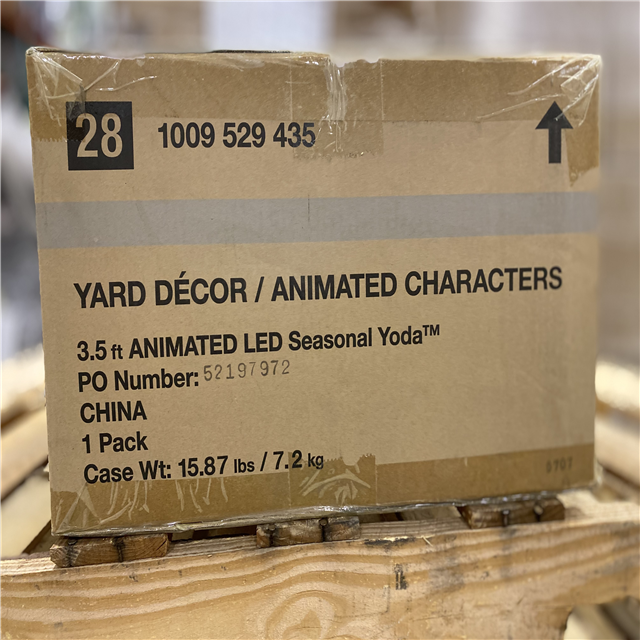 28 1009 529 435
YARD DÉCOR / ANIMATED CHARACTERS
3.5 ft ANIMATED LED Seasonal Yoda™
PO Number: 52197972
CHINA
1 Pack
Case Wt: 15.87 lbs / 7.2 kg